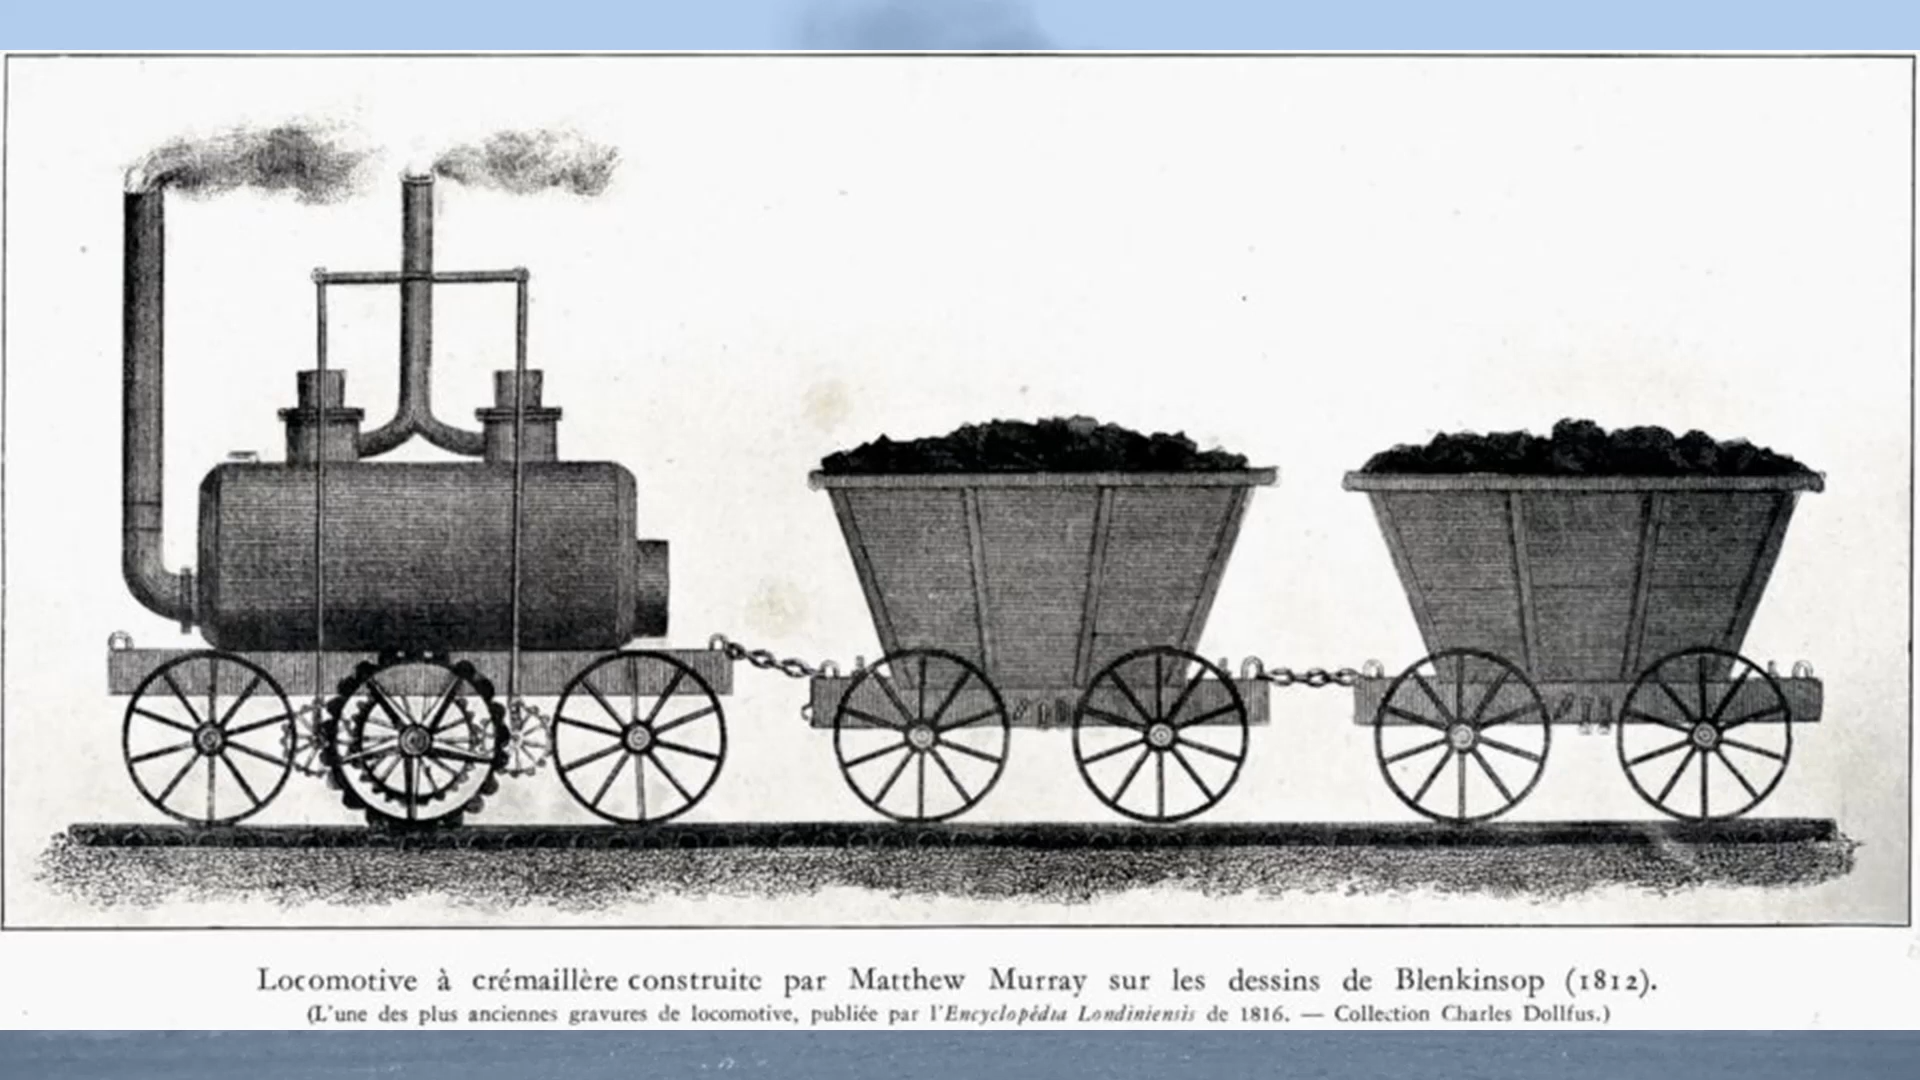 Locomotive à crémaillère construite par Matthew Murray sur les dessins de Blenkinsop (1812).
(L'une des plus anciennes gravures de locomotive, publiée par l'Encyclopédia Londiniensis de 1816. — Collection Charles Dollfus.)